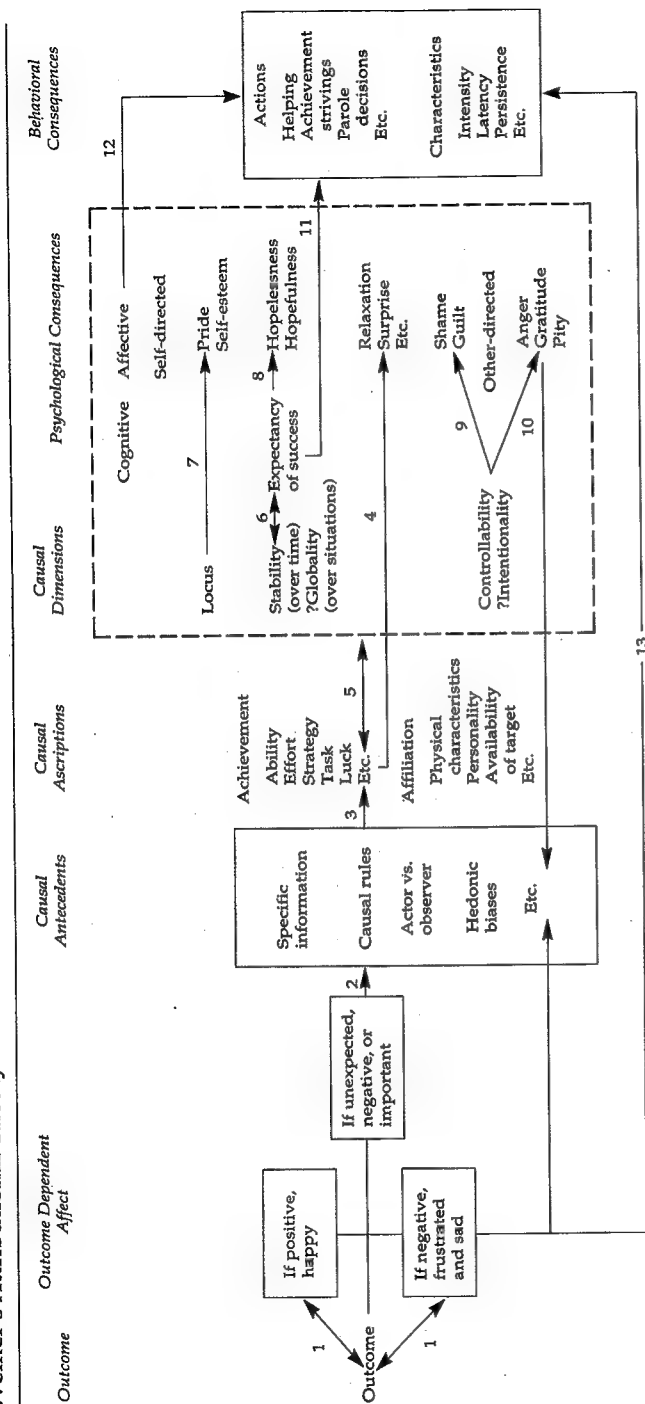 Outcome
Outcome Dependent
Affect
Causal
Antecedents
Causal
Ascriptions
Causal
Dimensions
Psychological Consequences
Behavioral
Consequences
Outcome
1
1
If positive,
happy
If negative,
frustrated
and sad
If unexpected,
negative, or
important
2
Specific
information
Causal rules
Actor vs.
observer
Hedonic
biases
Etc.
3
Achievement
Ability
Effort
Strategy
Task
Luck
Etc.
Affiliation
Physical
characteristics
Personality
Availability
of target
Etc.
5
4
Locus
Stability
(over time)
?Globality
(over situations)
Controllability
?Intentionality
6
7
Cognitive
Expectancy
of success
8
9
10
Affective
Self-directed
Pride
Self-esteem
Hopelessness
Hopefulness
Relaxation
Surprise
Etc.
Shame
Guilt
Other-directed
Anger
Gratitude
Pity
11
12
13
Actions
Helping
Achievement
strivings
Parole
decisions
Etc.
Characteristics
Intensity
Latency
Persistence
Etc.